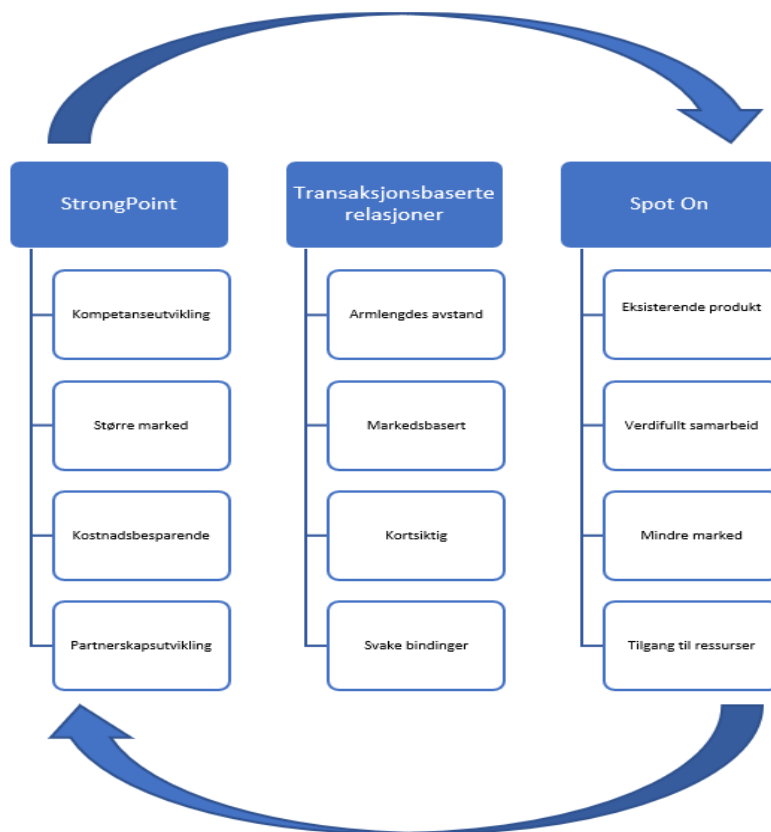 StrongPoint
Kompetanseutvikling
Større marked
Kostnadsbesparende
Partnerskapsutvikling
Transaksjonsbaserte
relasjoner
Armlengdes avstand
Markedsbasert
Kortsiktig
Svake bindinger
Spot On
Eksisterende produkt
Verdifullt samarbeid
Mindre marked
Tilgang til ressurser